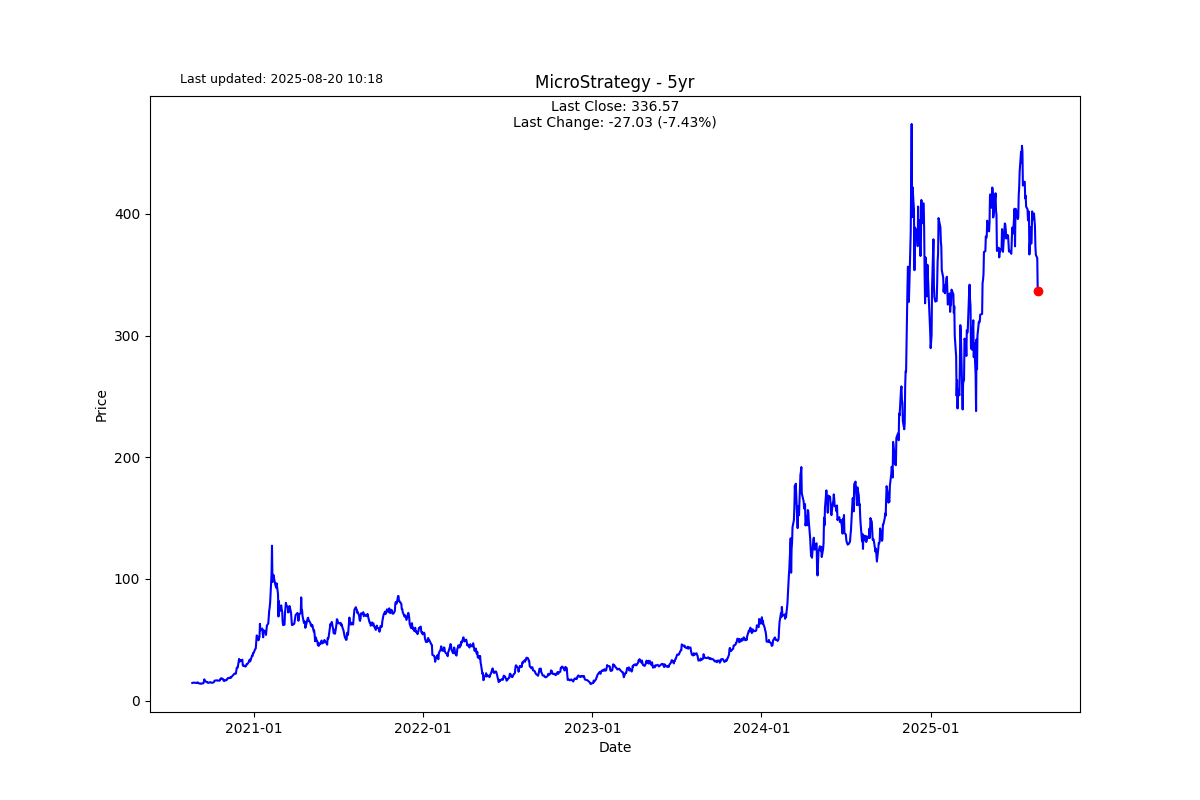 Last updated: 2025-08-20 10:18
MicroStrategy - 5yr
Last Close: 336.57
Last Change: -27.03 (-7.43%)
Price
400
300
200
100
0
2021-01
2022-01
2023-01
2024-01
2025-01
Date